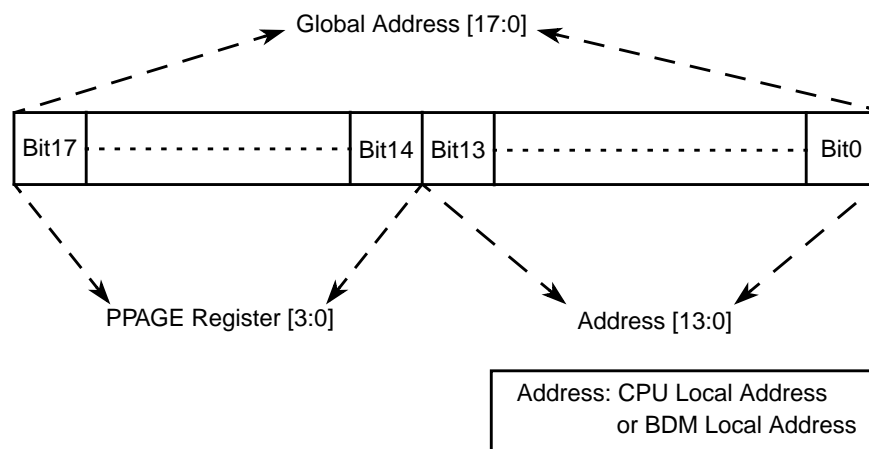 Global Address [17:0]
Bit17 Bit14 Bit13 Bit0
PPAGE Register [3:0] Address [13:0]
Address: CPU Local Address
or BDM Local Address